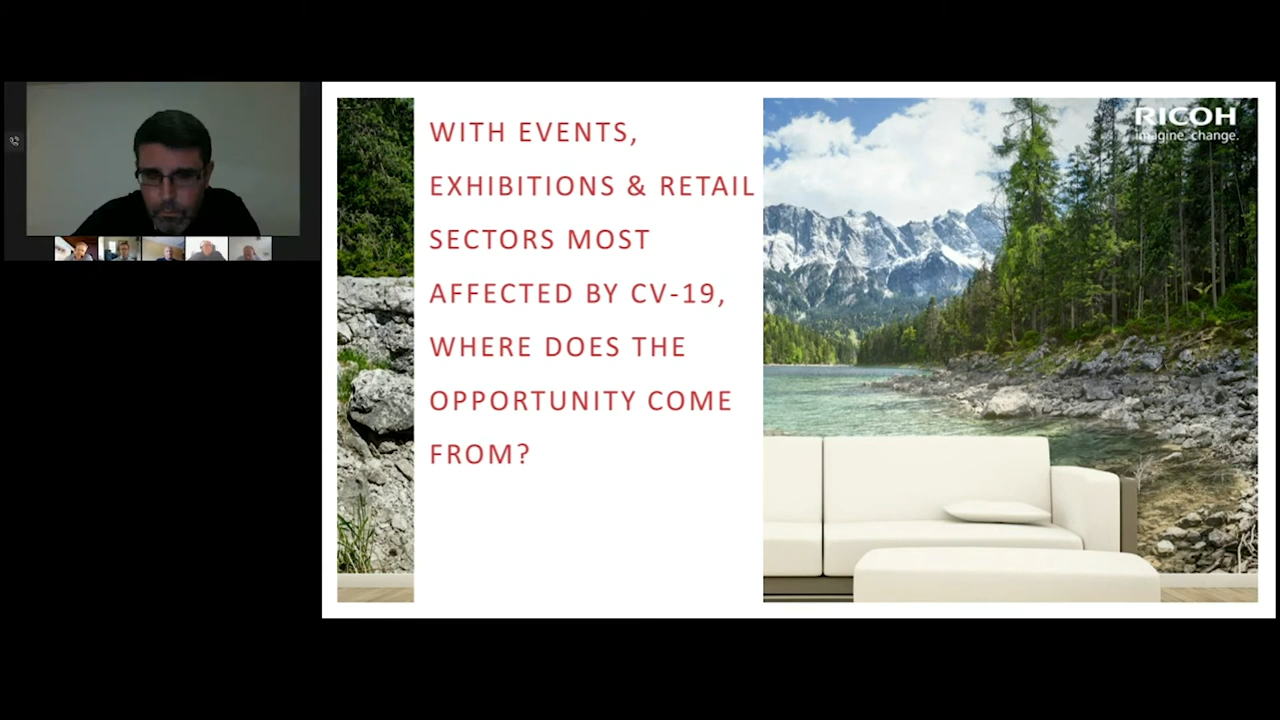 WITH EVENTS,
EXHIBITIONS & RETAIL
SECTORS MOST
AFFECTED BY CV-19,
WHERE DOES THE
OPPORTUNITY COME
FROM?
RICOH
imagine. change.